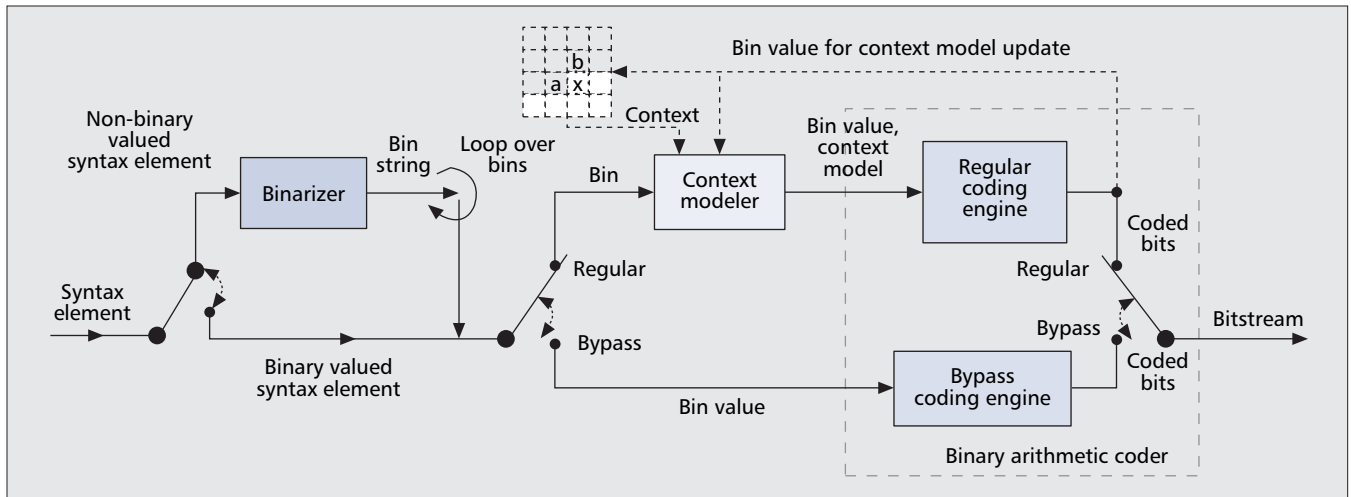 b
a x
Bin value for context model update
Context
Non-binary
valued
syntax element
Bin
string
Loop over
bins
Bin value,
context
model
Binarizer
Bin
Context
modeler
Regular
coding
engine
Coded
bits
Regular
Regular
Syntax
element
Bypass
Bypass
Bitstream
Binary valued
syntax element
Coded
bits
Bin value
Bypass
coding engine
Binary arithmetic coder